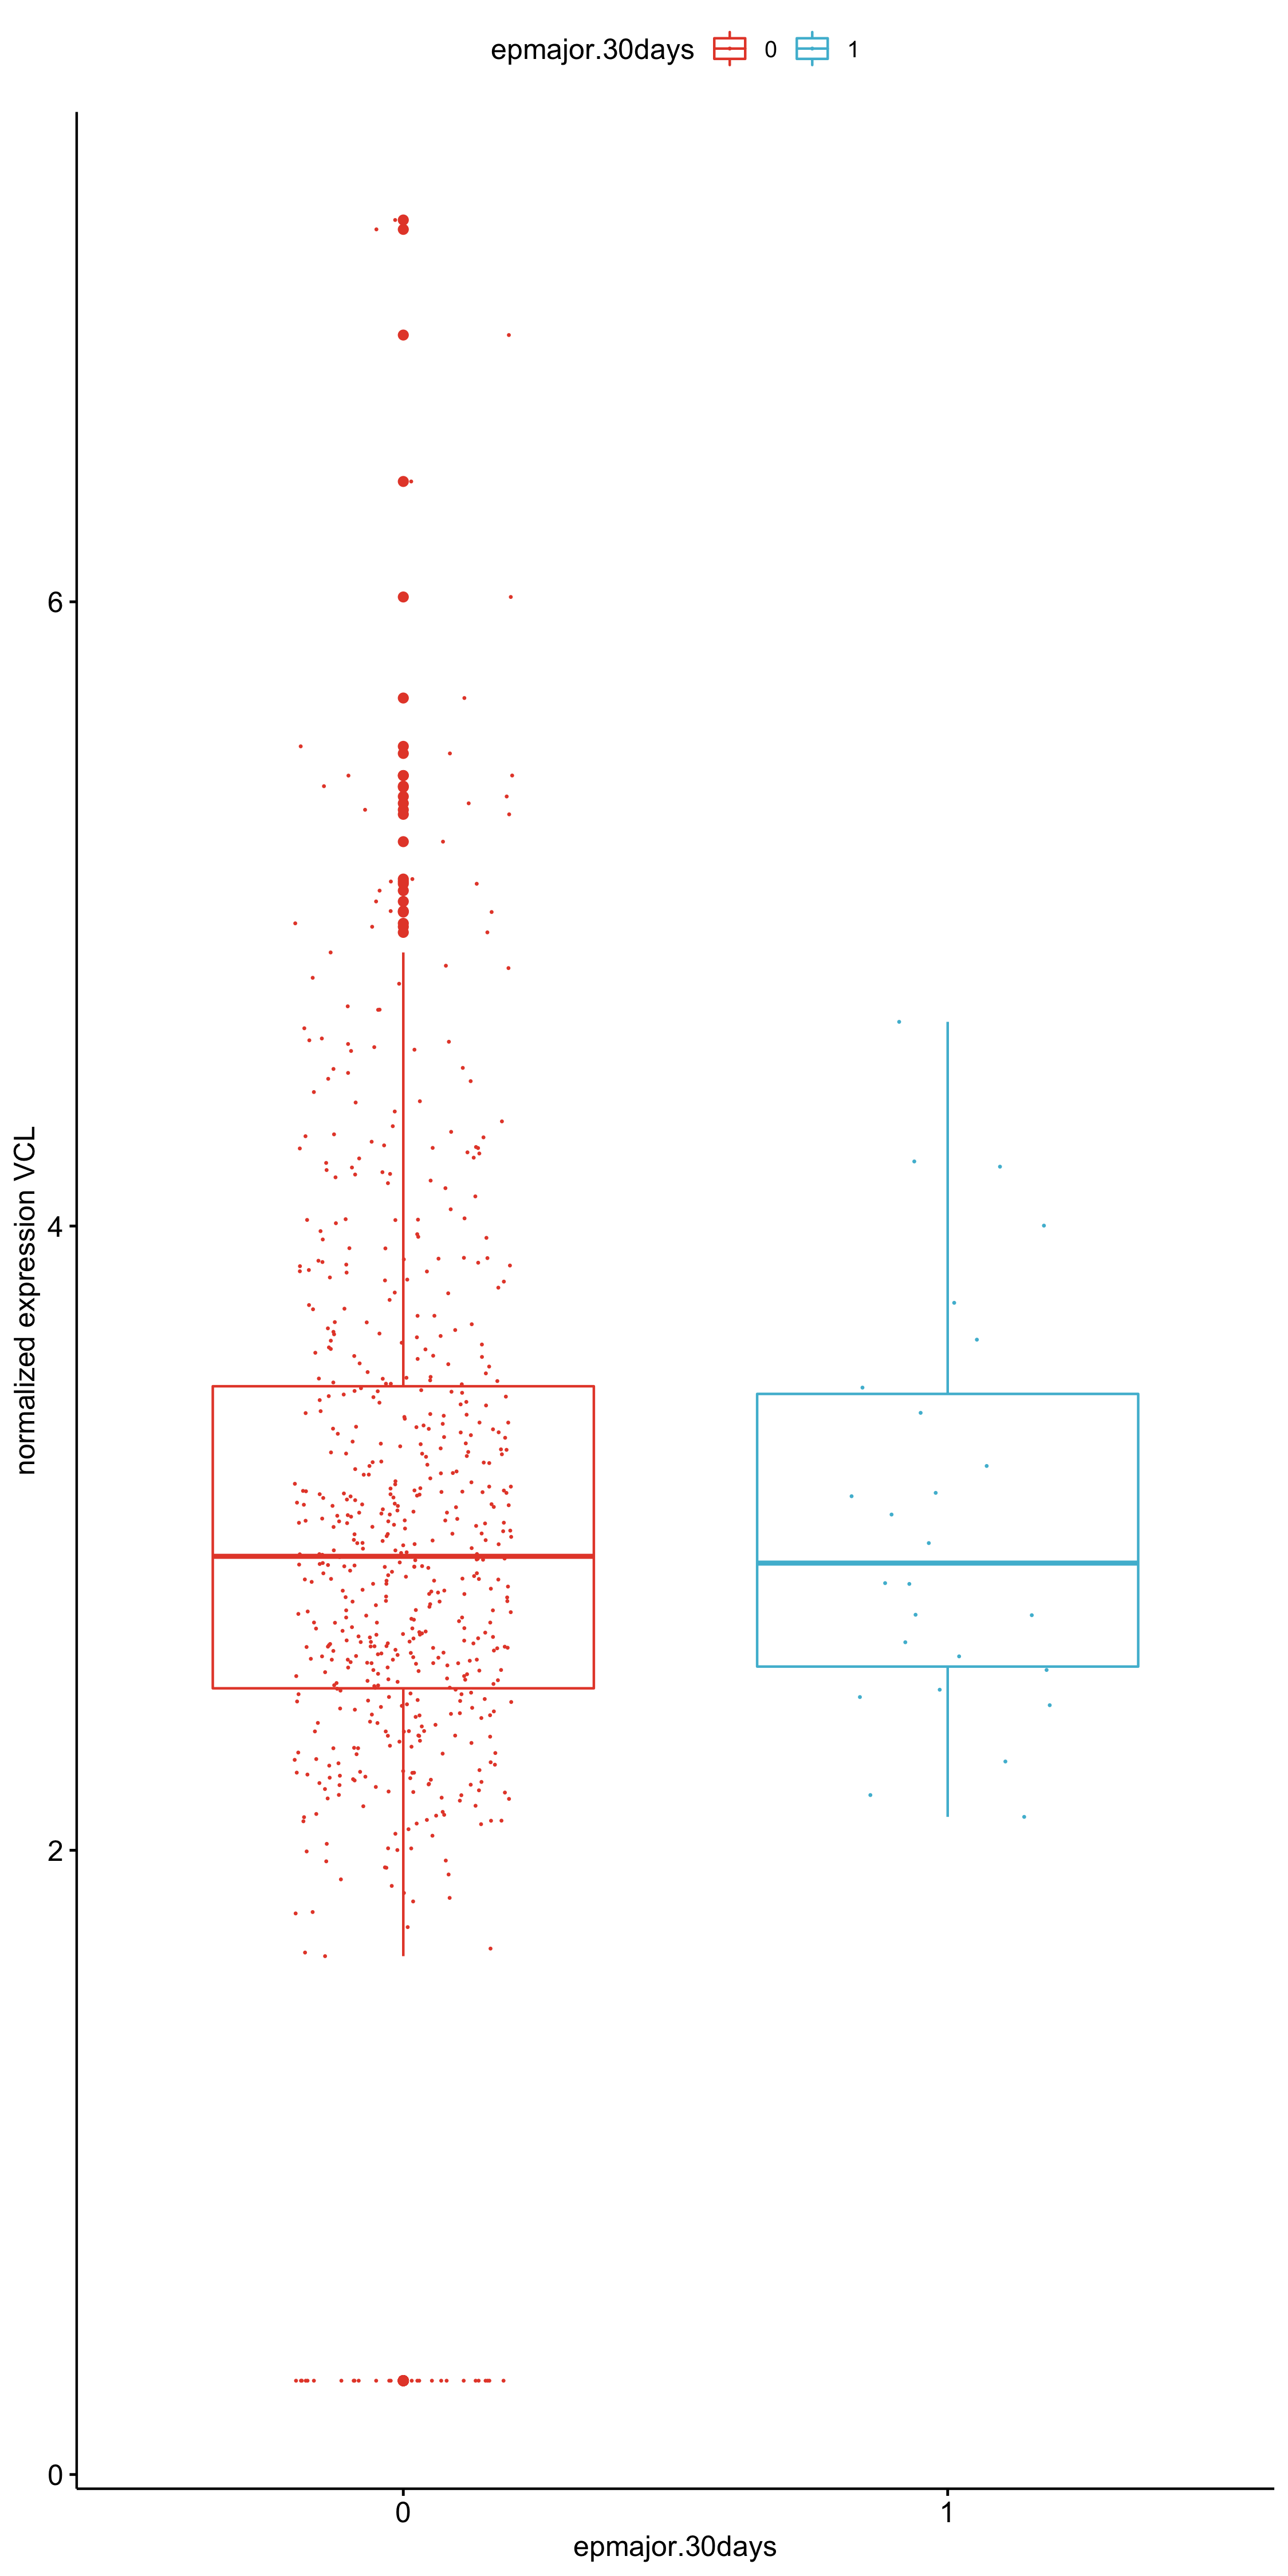 epmajor.30days 0 1
normalized expression VCL
6
4
2
0
0 1
epmajor.30days